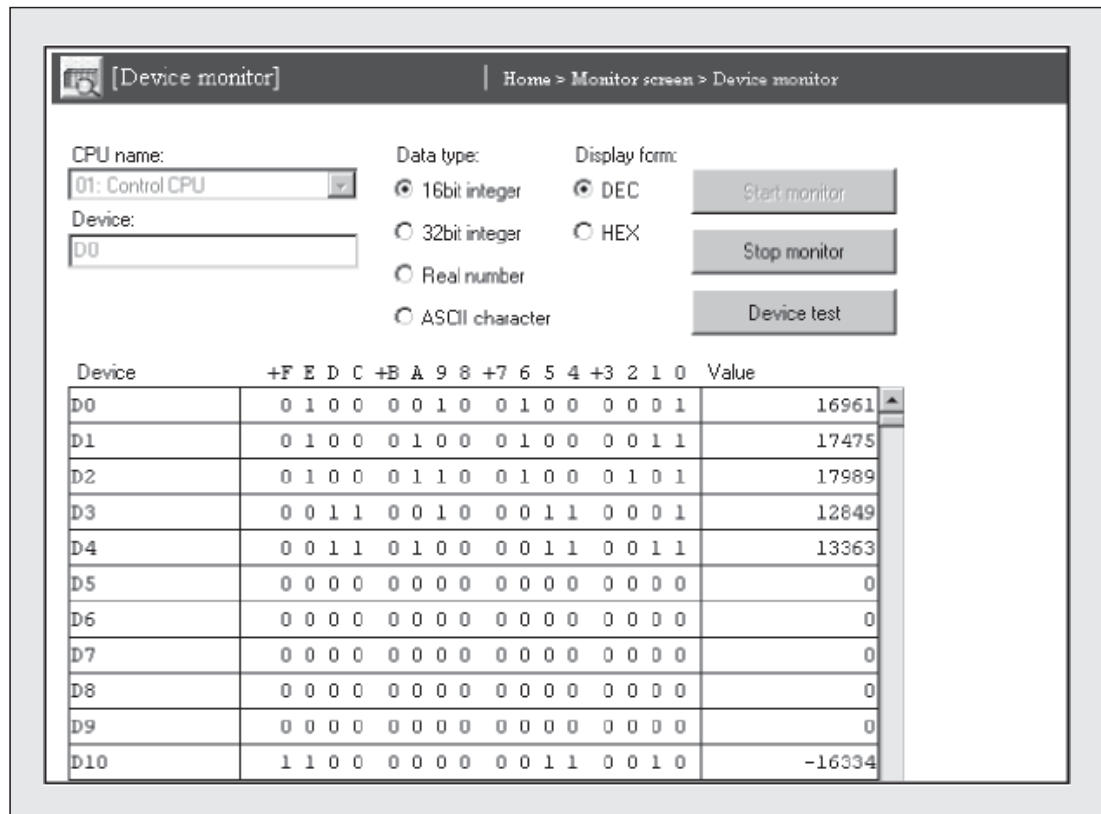 [Device monitor] | Home > Monitor screen > Device monitor
CPU name: Data type: Display form:
01: Control CPU 16bit integer DEC Start monitor
Device:
D0 32bit integer HEX Stop monitor
Real number
ASCII character Device test
Device +F E D C +B A 9 8 +7 6 5 4 +3 2 1 0 Value
D0 0 1 0 0 0 0 1 0 0 1 0 0 0 0 0 1 16961
D1 0 1 0 0 0 1 0 0 0 1 0 0 0 0 1 1 17475
D2 0 1 0 0 0 1 1 0 0 1 0 0 0 1 0 1 17989
D3 0 0 1 1 0 0 1 0 0 0 1 1 0 0 0 1 12849
D4 0 0 1 1 0 1 0 0 0 0 1 1 0 0 1 1 13363
D5 0 0 0 0 0 0 0 0 0 0 0 0 0 0 0 0 0
D6 0 0 0 0 0 0 0 0 0 0 0 0 0 0 0 0 0
D7 0 0 0 0 0 0 0 0 0 0 0 0 0 0 0 0 0
D8 0 0 0 0 0 0 0 0 0 0 0 0 0 0 0 0 0
D9 0 0 0 0 0 0 0 0 0 0 0 0 0 0 0 0 0
D10 1 1 0 0 0 0 0 0 0 0 1 1 0 0 1 0 -16334